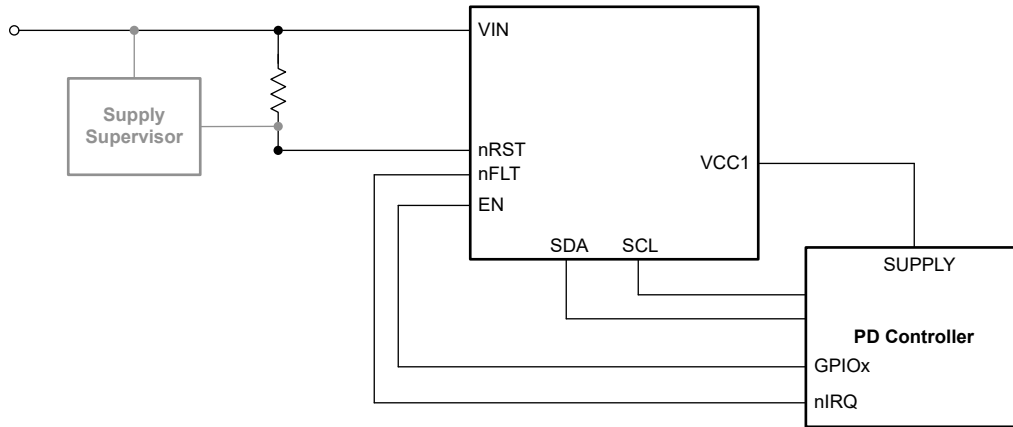 VIN
Supply
Supervisor
nRST
nFLT
VCC1
EN
SDA
SCL
SUPPLY
PD Controller
GPIOx
nIRQ